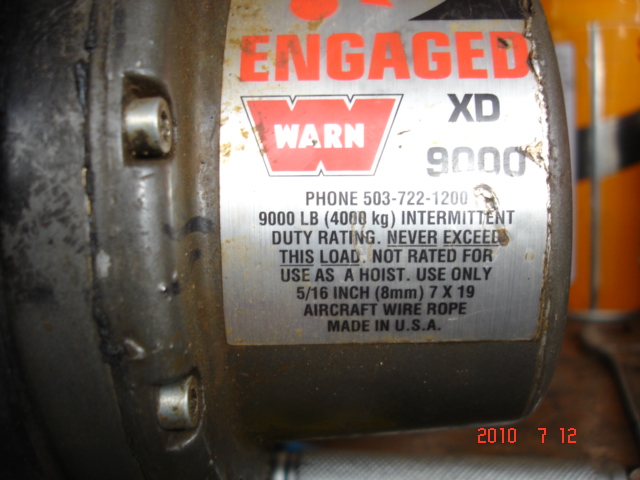 ENGAGED
WARN
XD
9000
PHONE 503-722-1200
9000 LB (4000 kg) INTERMITTENT
DUTY RATING. NEVER EXCEED
THIS LOAD. NOT RATED FOR
USE AS A HOIST. USE ONLY
5/16 INCH (8mm) 7 X 19
AIRCRAFT WIRE ROPE
MADE IN U.S.A.
2010 7 12